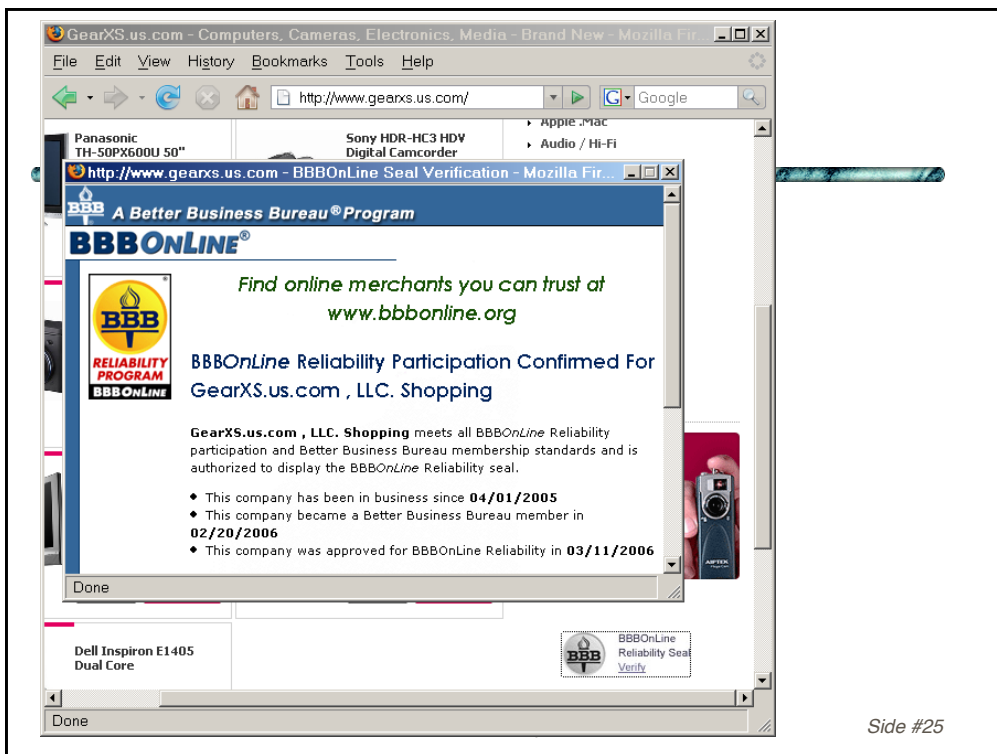 GearXS.us.com - Computers, Cameras, Electronics, Media - Brand New - Mozilla Fir...
File Edit View History Bookmarks Tools Help
http://www.gearxs.us.com/
G Google
Panasonic
TH-50PX600U 50"
Sony HDR-HC3 HDV
Digital Camcorder
Apple .Mac
Audio / Hi-Fi
http://www.gearxs.us.com - BBBOnLine Seal Verification - Mozilla Fir...
BBB A Better Business Bureau® Program
BBBONLINE®
Find online merchants you can trust at
www.bbbonline.org
BBB
RELIABILITY
PROGRAM
BBBONLINE
BBBOnLine Reliability Participation Confirmed For
GearXS.us.com , LLC. Shopping
GearXS.us.com , LLC. Shopping meets all BBBOnLine Reliability
participation and Better Business Bureau membership standards and is
authorized to display the BBBOnLine Reliability seal.
This company has been in business since 04/01/2005
This company became a Better Business Bureau member in
02/20/2006
This company was approved for BBBOnLine Reliability in 03/11/2006
AIPTEK
Done
Dell Inspiron E1405
Dual Core
BBB
BBBOnLine
Reliability Seal
Verify
Done
Side #25